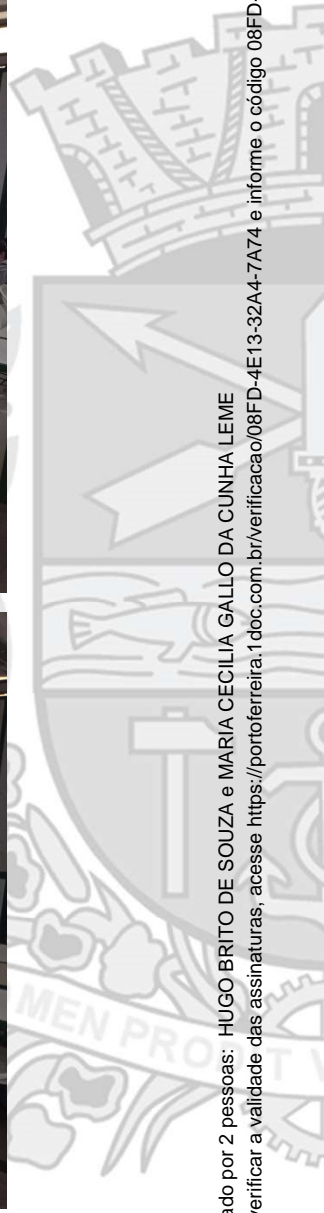 ado por 2 pessoas: HUGO BRITO DE SOUZA e MARIA CECILIA GALLO DA CUNHA LEME
verificar a validade das assinaturas, acesse https://portoferreira.1doc.com.br/verificacao/08FD-4E13-32A4-7A74 e informe o código 08FD-
MEN PRO